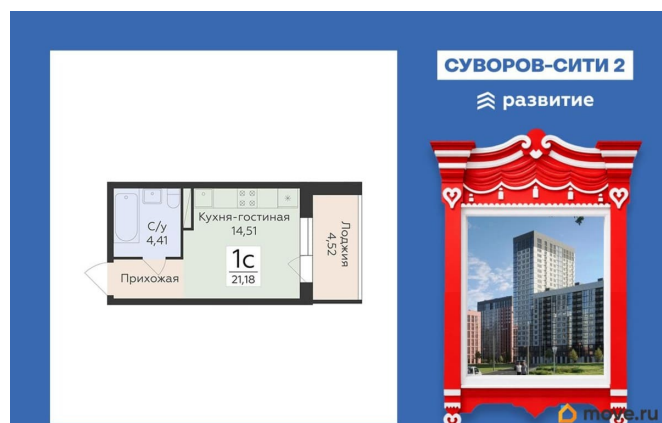 СУВОРОВ-СИТИ 2
развитие
С/у
4,41
Кухня-гостиная
14,51
1с
21,18
Лоджия
4,52
Прихожая
move.ru